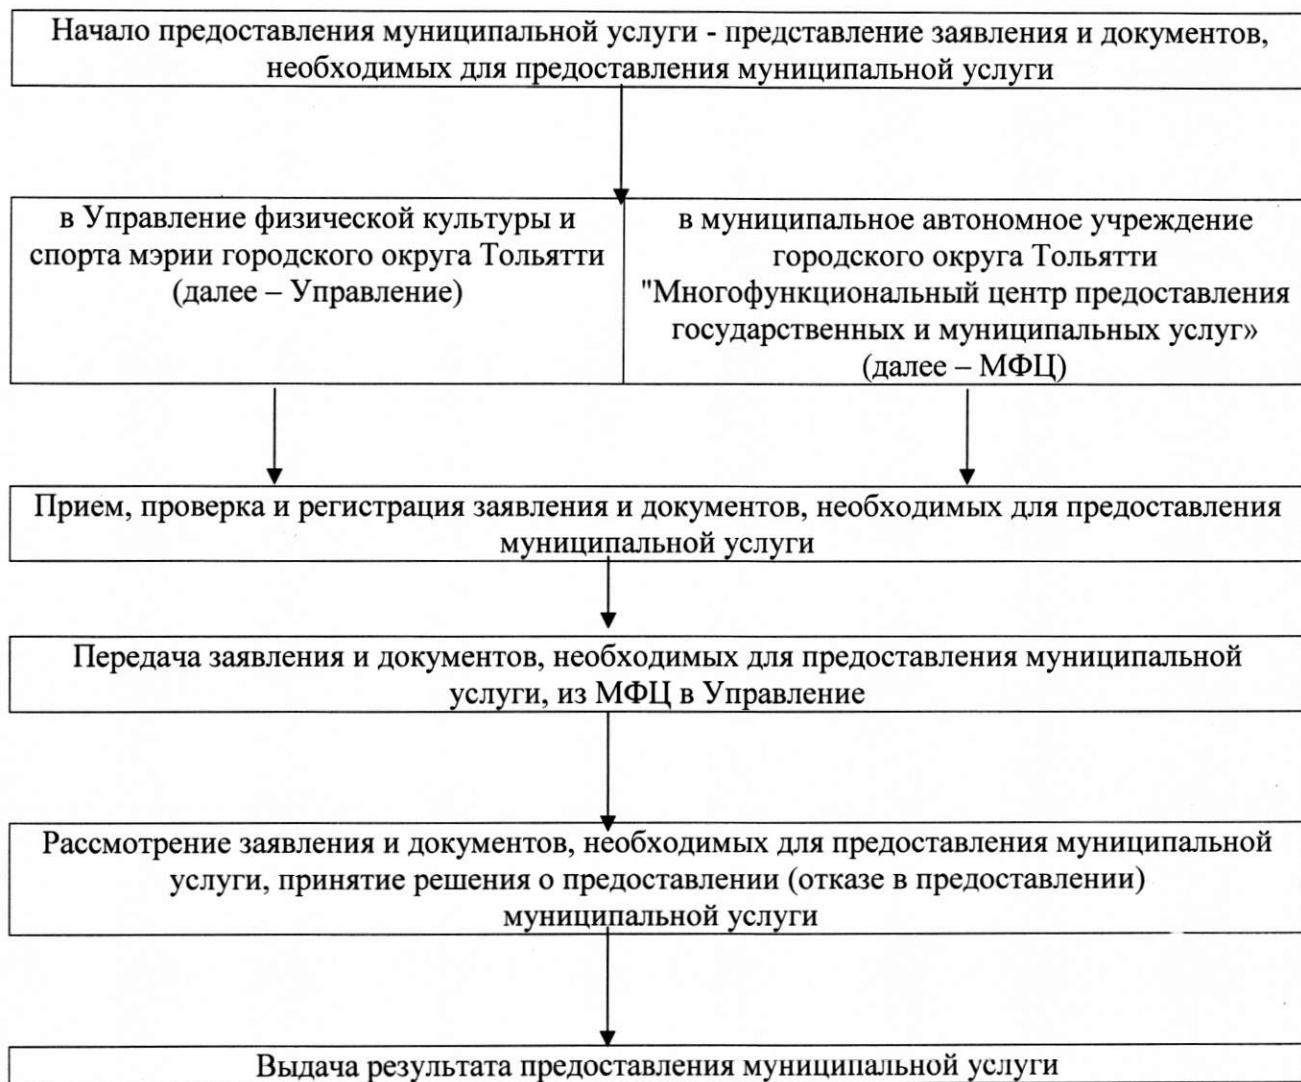 Начало предоставления муниципальной услуги - представление заявления и документов,
необходимых для предоставления муниципальной услуги
в Управление физической культуры и
спорта мэрии городского округа Тольятти
(далее – Управление)
в муниципальное автономное учреждение
городского округа Тольятти
"Многофункциональный центр предоставления
государственных и муниципальных услуг»
(далее – МФЦ)
Прием, проверка и регистрация заявления и документов, необходимых для предоставления
муниципальной услуги
Передача заявления и документов, необходимых для предоставления муниципальной
услуги, из МФЦ в Управление
Рассмотрение заявления и документов, необходимых для предоставления муниципальной
услуги, принятие решения о предоставлении (отказе в предоставлении)
муниципальной услуги
Выдача результата предоставления муниципальной услуги